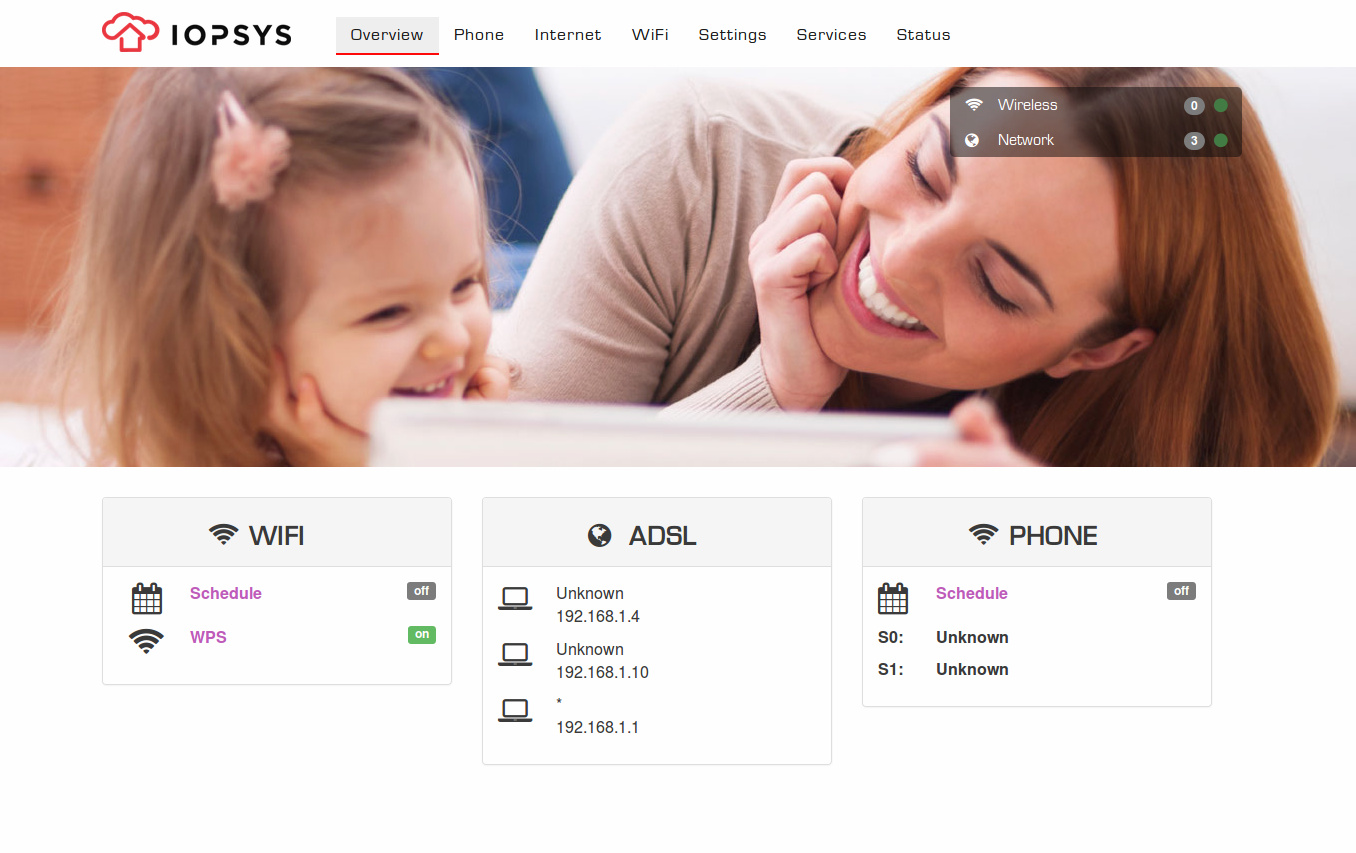 IOPSYS
Overview Phone Internet WiFi Settings Services Status
Wireless 0
Network 3
WIFI
Schedule off
WPS on
ADSL
Unknown
192.168.1.4
Unknown
192.168.1.10
*
192.168.1.1
PHONE
Schedule off
S0: Unknown
S1: Unknown